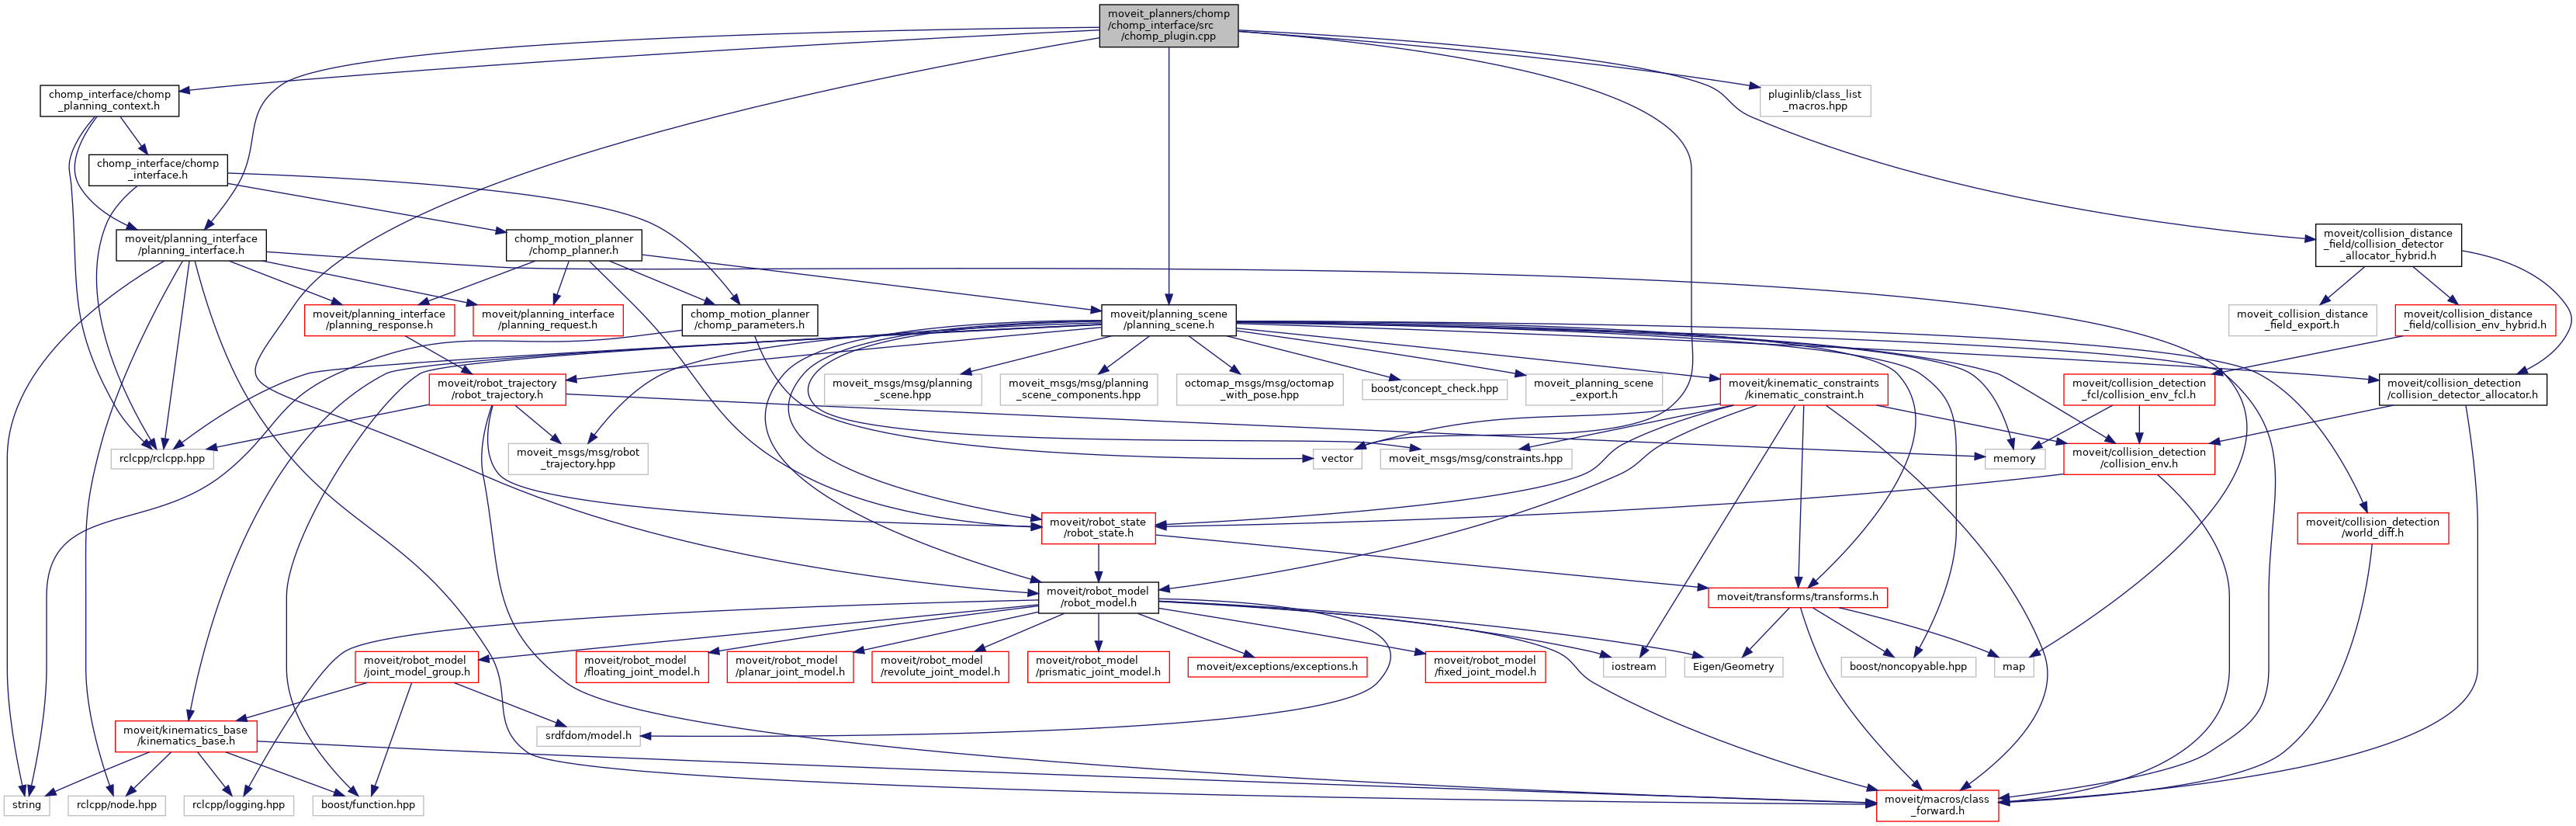 moveit_planners/chomp
/chomp_interface/src
/chomp_plugin.cpp
chomp_interface/chomp
_planning_context.h
pluginlib/class_list
_macros.hpp
chomp_interface/chomp
_interface.h
moveit/planning_interface
/planning_interface.h
chomp_motion_planner
/chomp_planner.h
moveit/collision_distance
_field/collision_detector
_allocator_hybrid.h
moveit/planning_interface
/planning_response.h
moveit/planning_interface
/planning_request.h
chomp_motion_planner
/chomp_parameters.h
moveit/planning_scene
/planning_scene.h
moveit_collision_distance
_field_export.h
moveit/collision_distance
_field/collision_env_hybrid.h
moveit/robot_trajectory
/robot_trajectory.h
moveit_msgs/msg/planning
_scene.hpp
moveit_msgs/msg/planning
_scene_components.hpp
octomap_msgs/msg/octomap
_with_pose.hpp
boost/concept_check.hpp
moveit_planning_scene
_export.h
moveit/kinematic_constraints
/kinematic_constraint.h
moveit/collision_detection
_fcl/collision_env_fcl.h
moveit/collision_detection
/collision_detector_allocator.h
rclcpp/rclcpp.hpp
moveit_msgs/msg/robot
_trajectory.hpp
vector
moveit_msgs/msg/constraints.hpp
memory
moveit/collision_detection
/collision_env.h
moveit/robot_state
/robot_state.h
moveit/collision_detection
/world_diff.h
moveit/robot_model
/robot_model.h
moveit/transforms/transforms.h
moveit/robot_model
/joint_model_group.h
moveit/robot_model
/floating_joint_model.h
moveit/robot_model
/planar_joint_model.h
moveit/robot_model
/revolute_joint_model.h
moveit/robot_model
/prismatic_joint_model.h
moveit/exceptions/exceptions.h
moveit/robot_model
/fixed_joint_model.h
iostream
Eigen/Geometry
boost/noncopyable.hpp
map
moveit/kinematics_base
/kinematics_base.h
srdfdom/model.h
string
rclcpp/node.hpp
rclcpp/logging.hpp
boost/function.hpp
moveit/macros/class
_forward.h